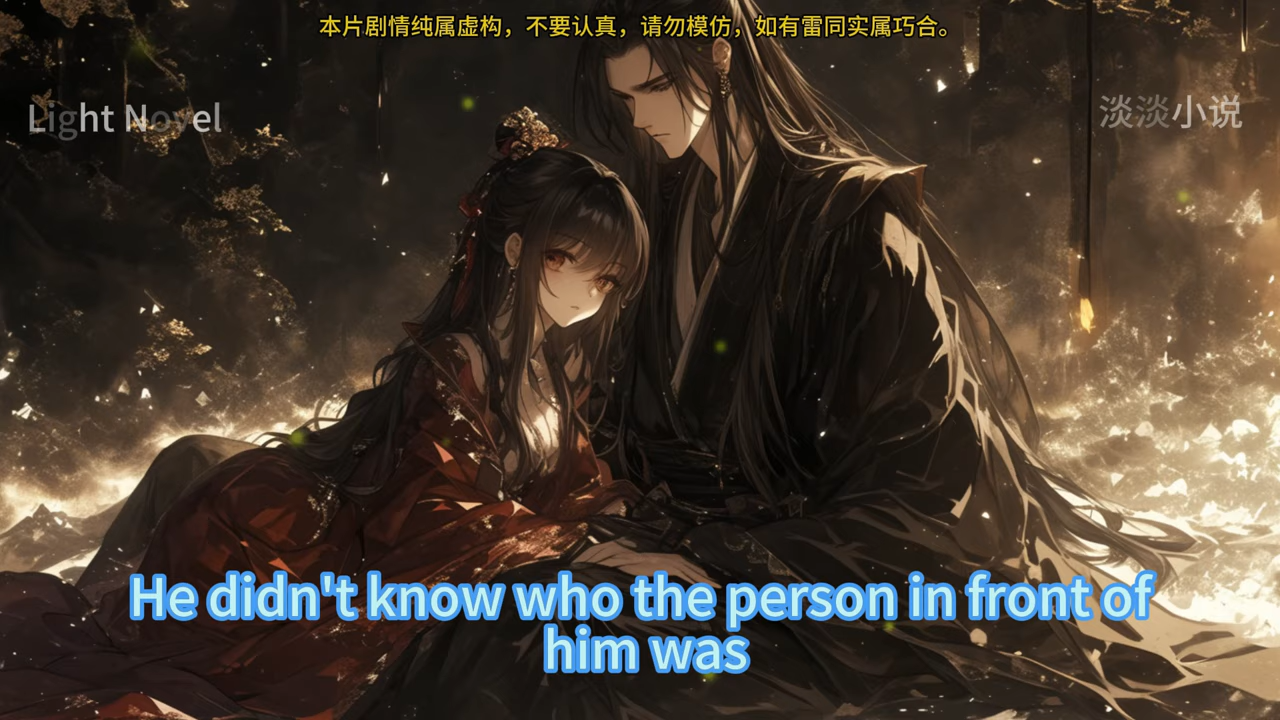 本片剧情纯属虚构，不要认真，请勿模仿，如有雷同实属巧合。
Light Novel
淡淡小说
He didn't know who the person in front of
him was